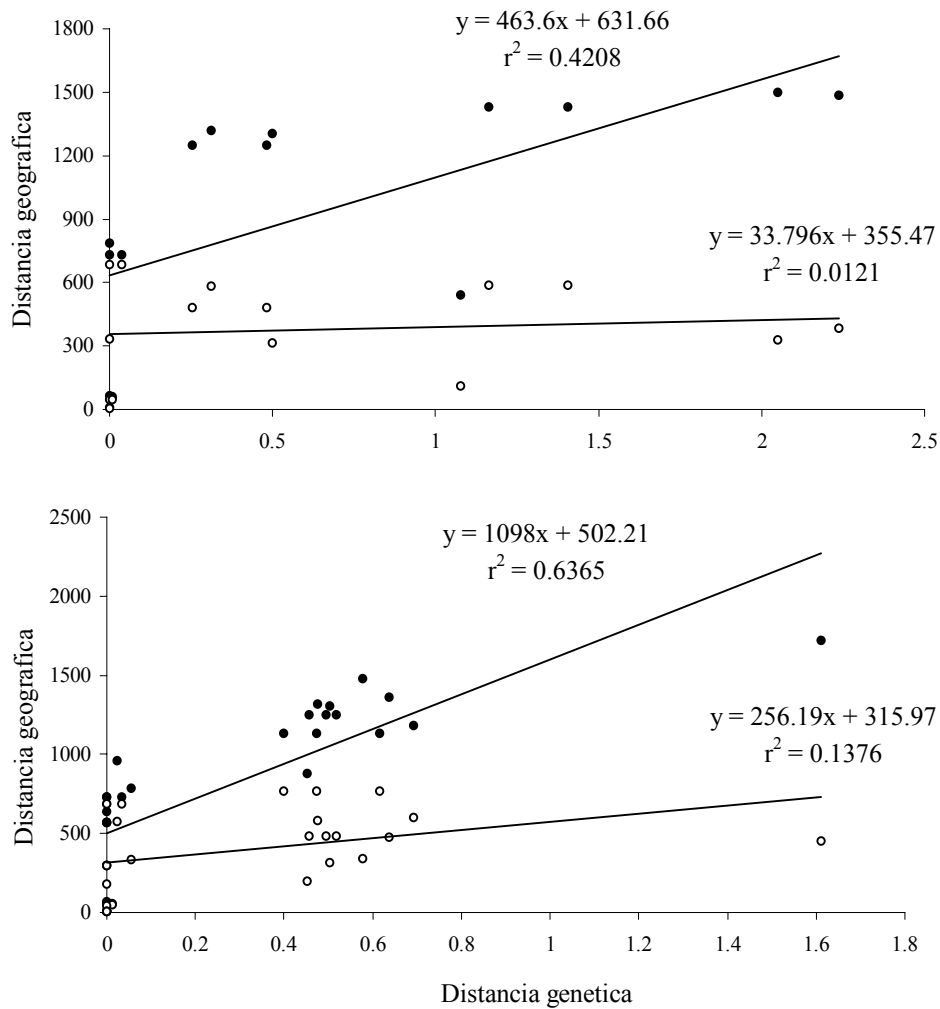 y = 463.6x + 631.66
r² = 0.4208
1800
1500
1200
900
600
300
0
Distancia geografica
y = 33.796x + 355.47
r² = 0.0121
0 0.5 1 1.5 2 2.5
2500
2000
1500
1000
500
0
Distancia geografica
y = 1098x + 502.21
r² = 0.6365
y = 256.19x + 315.97
r² = 0.1376
0 0.2 0.4 0.6 0.8 1 1.2 1.4 1.6 1.8
Distancia genetica